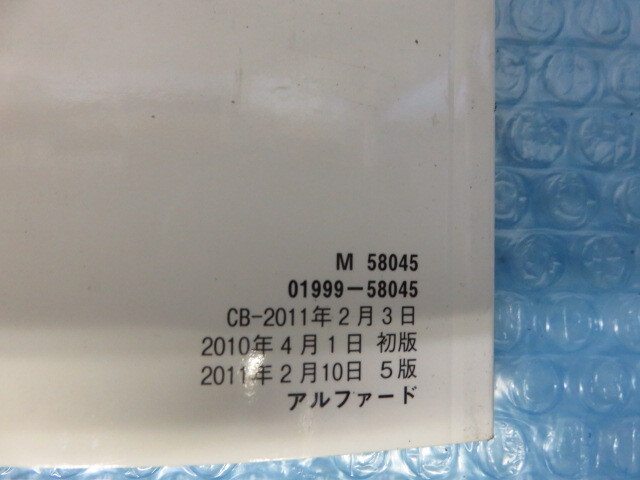 M 58045
01999-58045
CB-2011年2月3日
2010年4月1日 初版
2011年2月10日 5版
アルファード